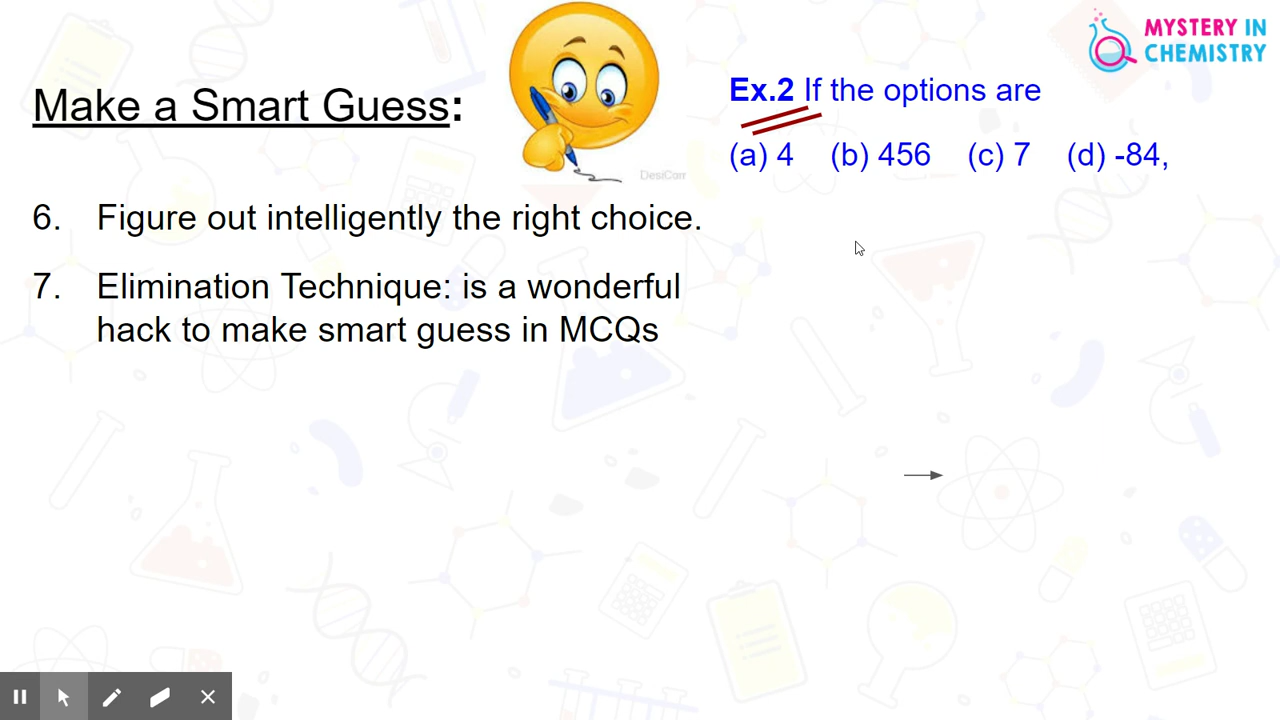 MYSTERY IN
CHEMISTRY
Make a Smart Guess:
DesiCom
Ex.2 If the options are
(a) 4 (b) 456 (c) 7 (d) -84,
6. Figure out intelligently the right choice.
7. Elimination Technique: is a wonderful
hack to make smart guess in MCQs